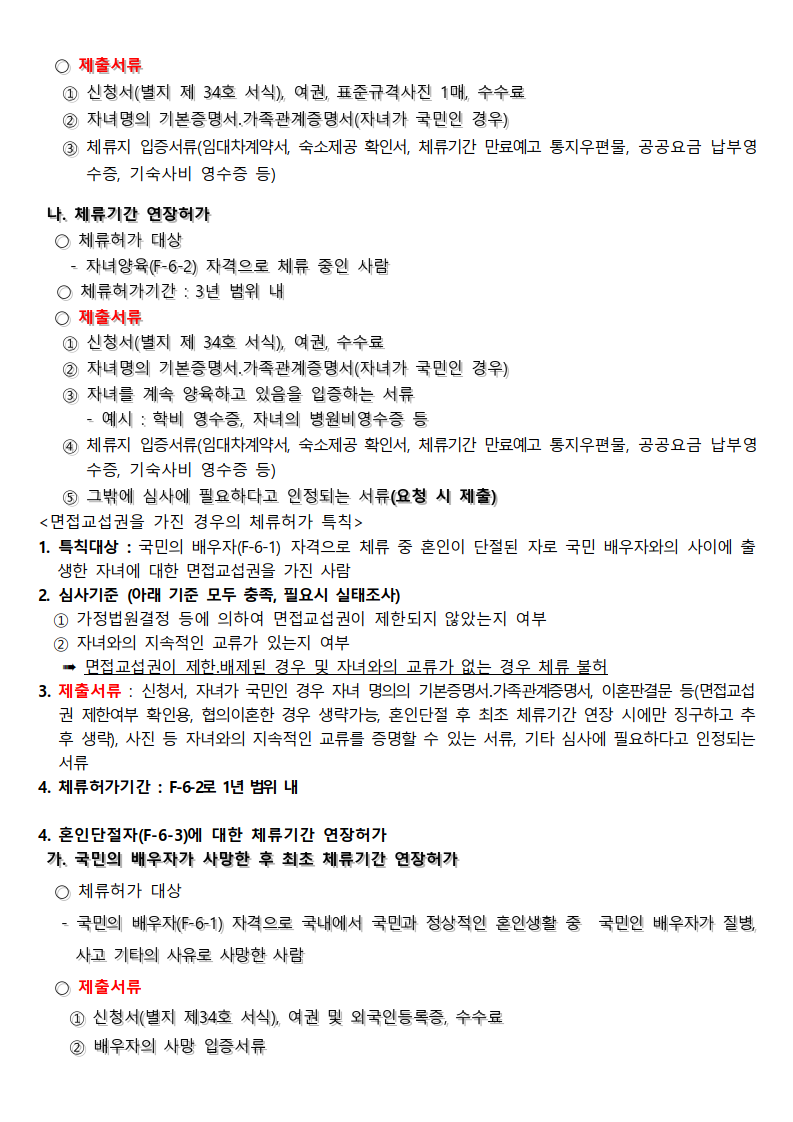 ○ 제출서류
① 신청서(별지 제 34호 서식), 여권, 표준규격사진 1매, 수수료
② 자녀명의 기본증명서.가족관계증명서(자녀가 국민인 경우)
③ 체류지 입증서류(임대차계약서, 숙소제공 확인서, 체류기간 만료예고 통지우편물, 공공요금 납부영
수증, 기숙사비 영수증 등)
나. 체류기간 연장허가
○ 체류허가 대상
- 자녀양육(F-6-2) 자격으로 체류 중인 사람
○ 체류허가기간 : 3년 범위 내
○ 제출서류
① 신청서(별지 제 34호 서식), 여권, 수수료
② 자녀명의 기본증명서.가족관계증명서(자녀가 국민인 경우)
③ 자녀를 계속 양육하고 있음을 입증하는 서류
- 예시 : 학비 영수증, 자녀의 병원비영수증 등
④ 체류지 입증서류(임대차계약서, 숙소제공 확인서, 체류기간 만료예고 통지우편물, 공공요금 납부영
수증, 기숙사비 영수증 등)
⑤ 그밖에 심사에 필요하다고 인정되는 서류(요청 시 제출)
<면접교섭권을 가진 경우의 체류허가 특칙>
1. 특칙대상 : 국민의 배우자(F-6-1) 자격으로 체류 중 혼인이 단절된 자로 국민 배우자와의 사이에 출
생한 자녀에 대한 면접교섭권을 가진 사람
2. 심사기준 (아래 기준 모두 충족, 필요시 실태조사)
① 가정법원결정 등에 의하여 면접교섭권이 제한되지 않았는지 여부
② 자녀와의 지속적인 교류가 있는지 여부
➠ 면접교섭권이 제한.배제된 경우 및 자녀와의 교류가 없는 경우 체류 불허
3. 제출서류 : 신청서, 자녀가 국민인 경우 자녀 명의의 기본증명서.가족관계증명서, 이혼판결문 등(면접교섭
권 제한여부 확인용, 협의이혼한 경우 생략가능, 혼인단절 후 최초 체류기간 연장 시에만 징구하고 추
후 생략), 사진 등 자녀와의 지속적인 교류를 증명할 수 있는 서류, 기타 심사에 필요하다고 인정되는
서류
4. 체류허가기간 : F-6-2로 1년 범위 내
4. 혼인단절자(F-6-3)에 대한 체류기간 연장허가
가. 국민의 배우자가 사망한 후 최초 체류기간 연장허가
○ 체류허가 대상
- 국민의 배우자(F-6-1) 자격으로 국내에서 국민과 정상적인 혼인생활 중 국민인 배우자가 질병,
사고 기타의 사유로 사망한 사람
○ 제출서류
① 신청서(별지 제34호 서식), 여권 및 외국인등록증, 수수료
② 배우자의 사망 입증서류